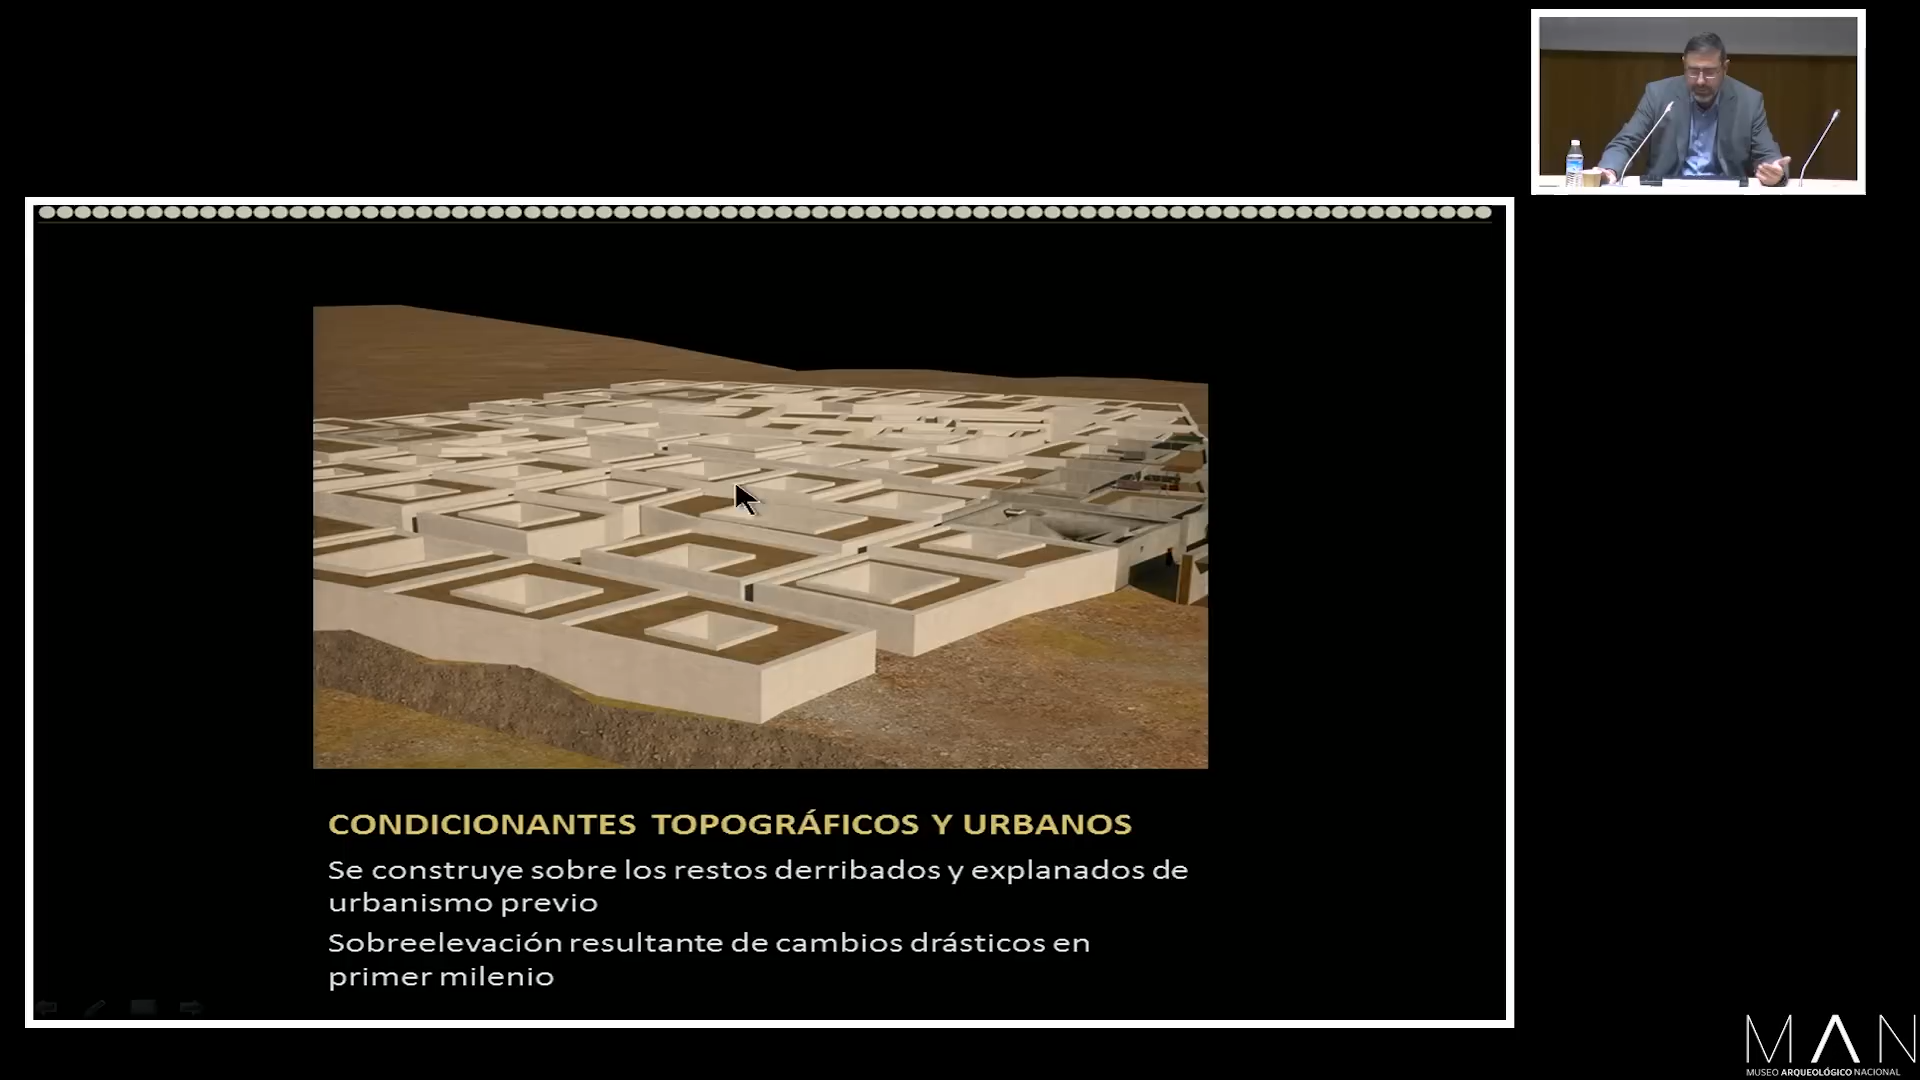 CONDICIONANTES TOPOGRÁFICOS Y URBANOS
Se construye sobre los restos derribados y explanados de
urbanismo previo
Sobreelevación resultante de cambios drásticos en
primer milenio
MAN
MUSEO ARQUEOLÓGICO NACIONAL